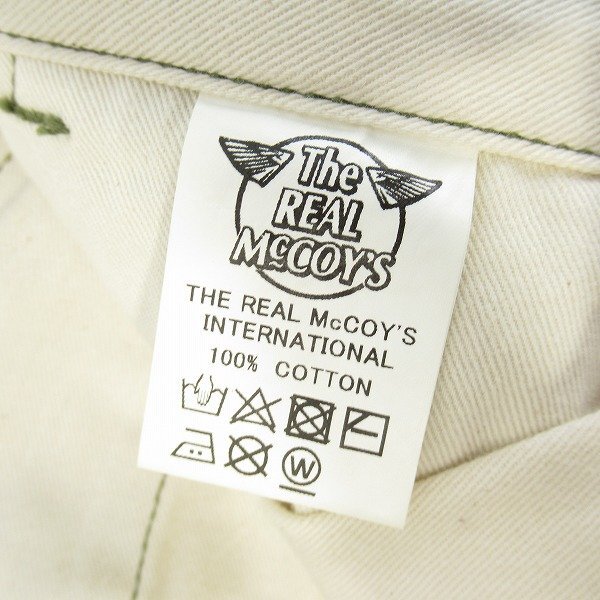 The
REAL
McCOY'S
THE REAL McCOY'S
INTERNATIONAL
100% COTTON
W